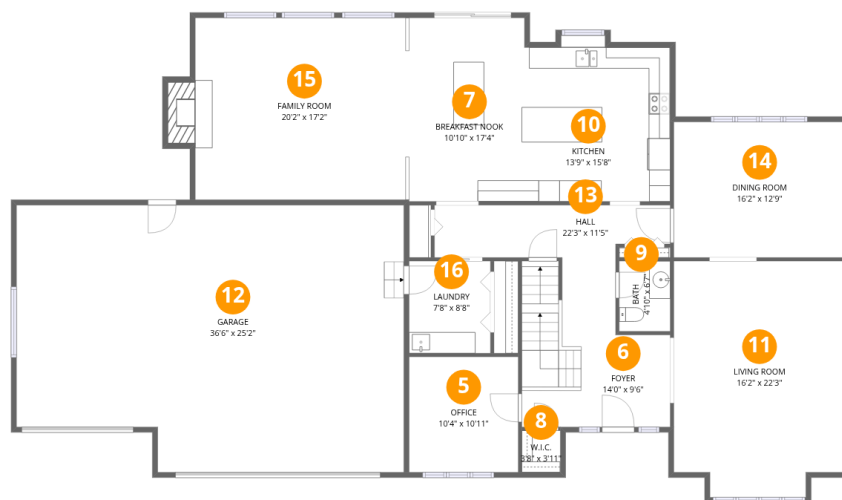 15
FAMILY ROOM
20'2" x 17'2"
7
BREAKFAST NOOK
10'10" x 17'4"
10
KITCHEN
13'9" x 15'8"
14
DINING ROOM
16'2" x 12'9"
13
HALL
22'3" x 11'5"
9
BATH
4'10" x 6'7"
16
LAUNDRY
7'8" x 8'8"
12
GARAGE
36'6" x 25'2"
11
LIVING ROOM
16'2" x 22'3"
6
FOYER
14'0" x 9'6"
5
OFFICE
10'4" x 10'11"
8
W.I.C.
3'8" x 3'11"